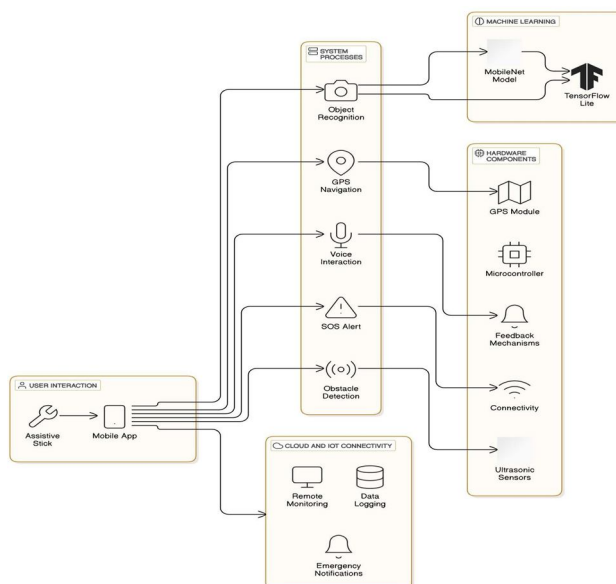 MACHINE LEARNING
MobileNet
Model
TensorFlow
Lite
SYSTEM
PROCESSES
Object
Recognition
GPS
Navigation
Voice
Interaction
SOS Alert
Obstacle
Detection
HARDWARE
COMPONENTS
GPS Module
Microcontroller
Feedback
Mechanisms
Connectivity
Ultrasonic
Sensors
USER INTERACTION
Assistive
Stick
Mobile App
CLOUD AND IOT CONNECTIVITY
Remote
Monitoring
Data
Logging
Emergency
Notifications